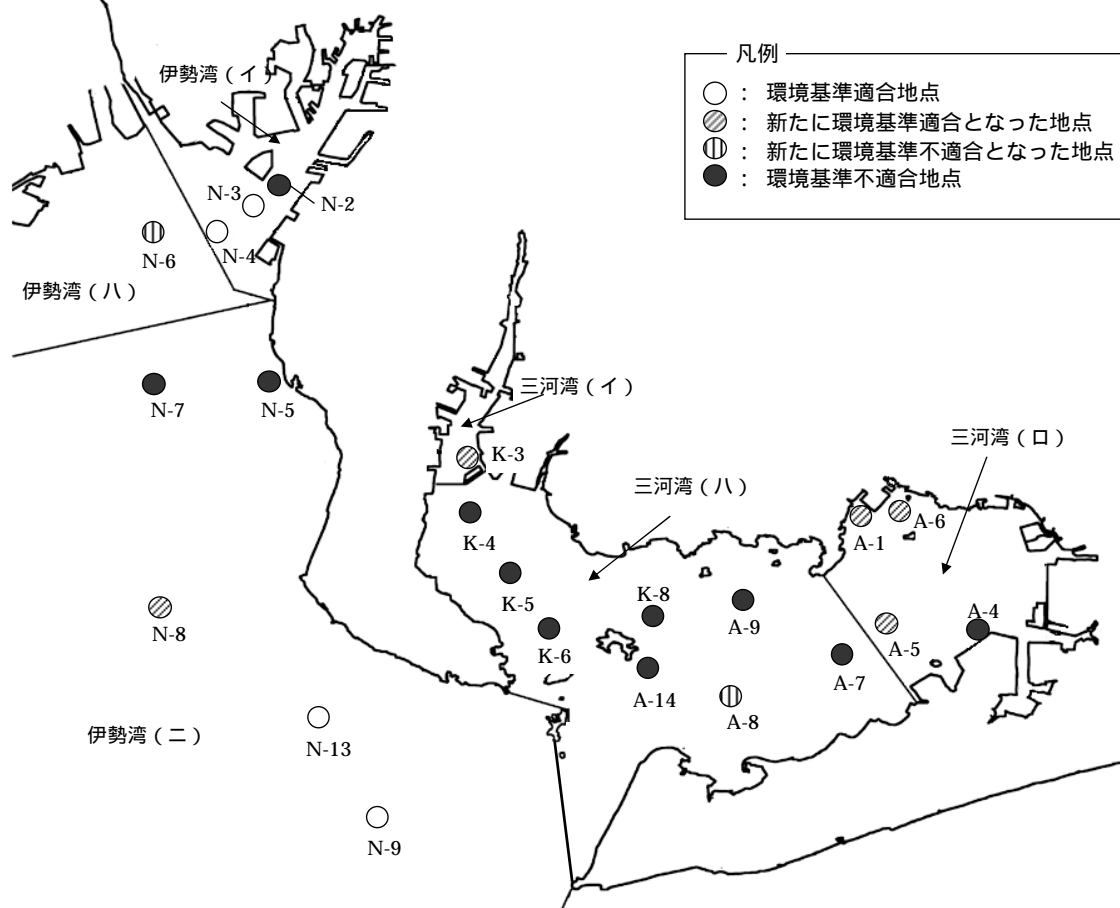 凡例
○ : 環境基準適合地点
: 新たに環境基準適合となった地点
: 新たに環境基準不適合となった地点
● : 環境基準不適合地点
伊勢湾(イ)
N-3
N-2
N-4
N-6
伊勢湾(ハ)
N-7
N-5
三河湾(イ)
K-3
三河湾(ロ)
三河湾(ハ)
A-6
A-1
K-4
K-5
K-8
A-9
A-4
N-8
K-6
A-5
A-14
A-7
A-8
伊勢湾(ニ)
N-13
N-9